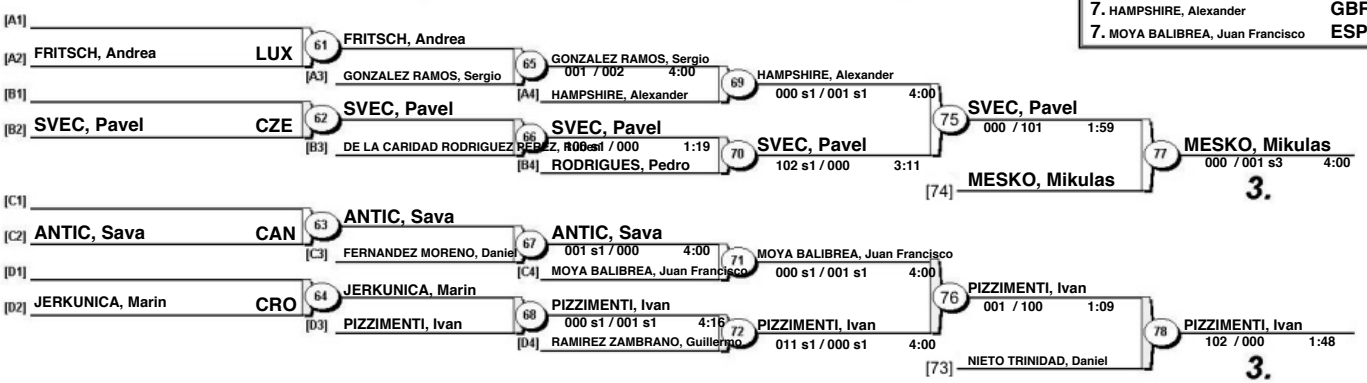 7. HAMPSHIRE, Alexander GBR
7. MOYA BALIBREA, Juan Francisco ESP
[A1]
[A2] FRITSCH, Andrea LUX
61
FRITSCH, Andrea
[A3] GONZALEZ RAMOS, Sergio
65
GONZALEZ RAMOS, Sergio
001 / 002 4:00
[A4] HAMPSHIRE, Alexander
69
HAMPSHIRE, Alexander
000 s1 / 001 s1 4:00
[B1]
[B2] SVEC, Pavel CZE
62
SVEC, Pavel
[B3] DE LA CARIDAD RODRIGUEZ PEREZ, Ruben
66
SVEC, Pavel
100 s1 / 000 1:19
[B4] RODRIGUES, Pedro
70
SVEC, Pavel
102 s1 / 000 3:11
75
SVEC, Pavel
000 / 101 1:59
[74] MESKO, Mikulas
77
MESKO, Mikulas
000 / 001 s3 4:00
3.
[C1]
[C2] ANTIC, Sava CAN
63
ANTIC, Sava
[C3] FERNANDEZ MORENO, Daniel
67
ANTIC, Sava
001 s1 / 000 4:00
[C4] MOYA BALIBREA, Juan Francisco
71
MOYA BALIBREA, Juan Francisco
000 s1 / 001 s1 4:00
[D1]
[D2] JERKUNICA, Marin CRO
64
JERKUNICA, Marin
[D3] PIZZIMENTI, Ivan
68
PIZZIMENTI, Ivan
000 s1 / 001 s1 4:16
[D4] RAMIREZ ZAMBRANO, Guillermo
72
PIZZIMENTI, Ivan
011 s1 / 000 s1 4:00
76
PIZZIMENTI, Ivan
001 / 100 1:09
[73] NIETO TRINIDAD, Daniel
78
PIZZIMENTI, Ivan
102 / 000 1:48
3.